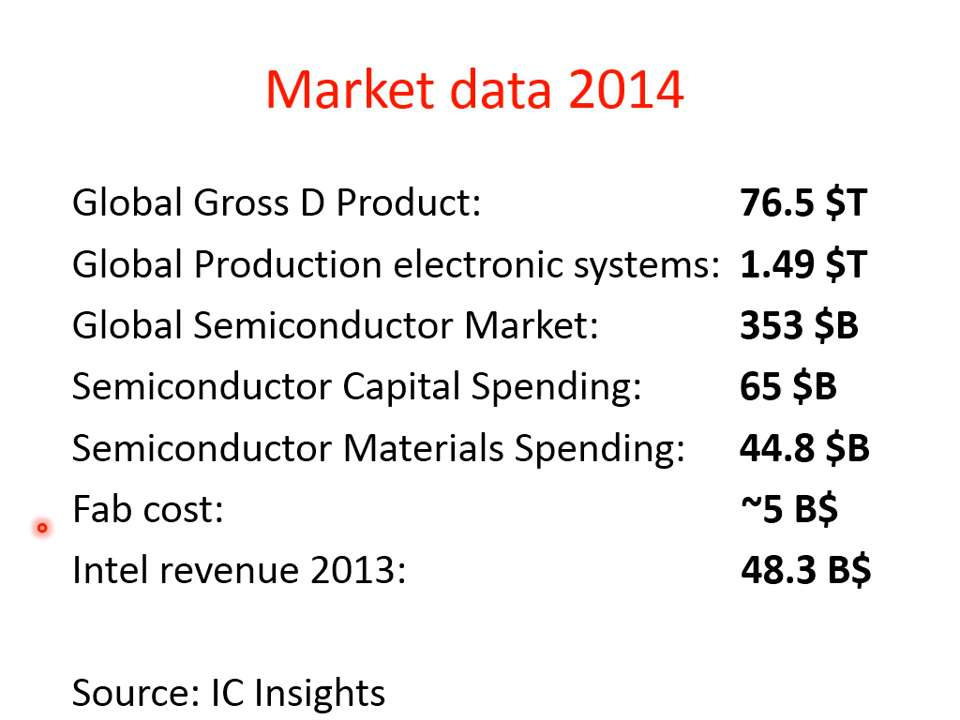 Market data 2014
Global Gross D Product: 76.5 $T
Global Production electronic systems: 1.49 $T
Global Semiconductor Market: 353 $B
Semiconductor Capital Spending: 65 $B
Semiconductor Materials Spending: 44.8 $B
Fab cost: ~5 B$
Intel revenue 2013: 48.3 B$
Source: IC Insights